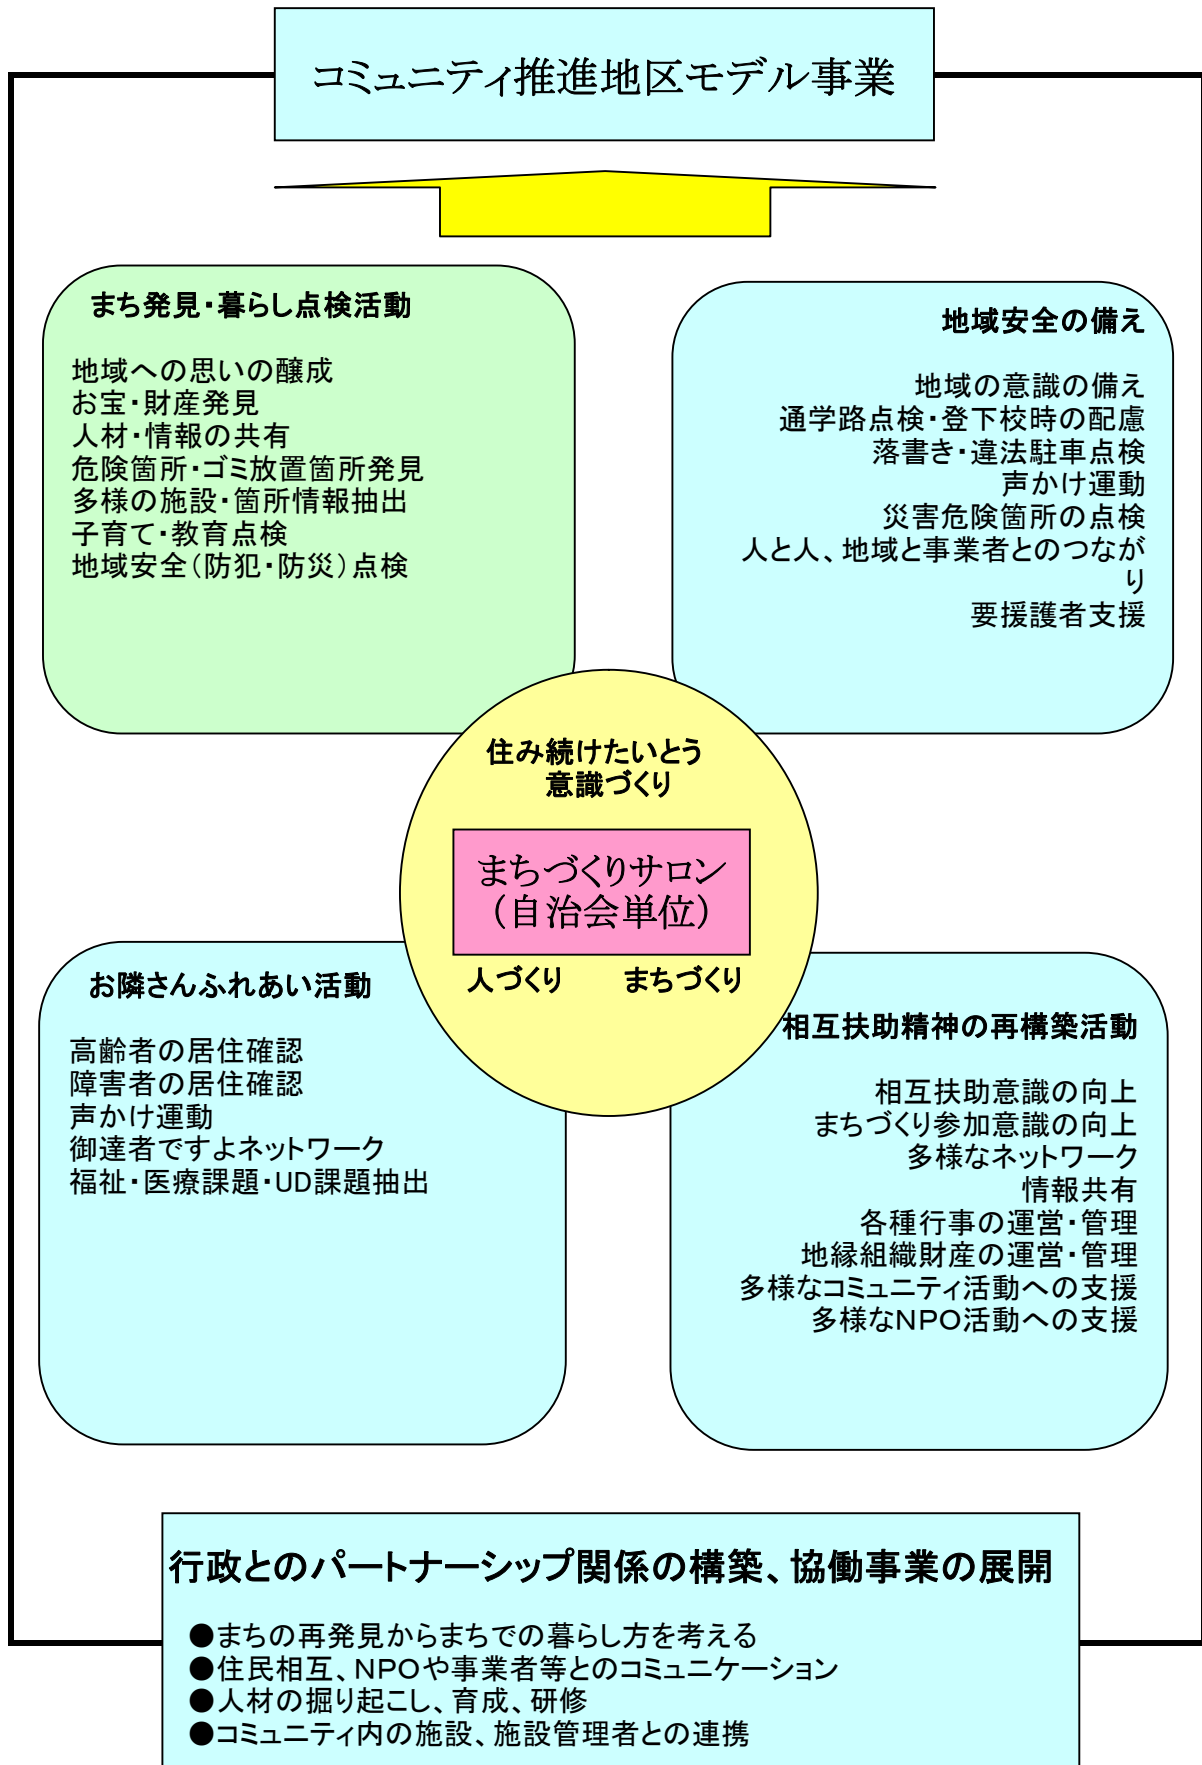 コミュニティ推進地区モデル事業
まち発見・暮らし点検活動
地域への思いの醸成
お宝・財産発見
人材・情報の共有
危険箇所・ゴミ放置箇所発見
多様の施設・箇所情報抽出
子育て・教育点検
地域安全（防犯・防災）点検
地域安全の備え
地域の意識の備え
通学路点検・登下校時の配慮
落書き・違法駐車点検
声かけ運動
災害危険箇所の点検
人と人、地域と事業者とのつなが
り
要援護者支援
住み続けたいとう
意識づくり
まちづくりサロン
（自治会単位）
人づくり　　まちづくり
お隣さんふれあい活動
高齢者の居住確認
障害者の居住確認
声かけ運動
御達者ですよネットワーク
福祉・医療課題・UD課題抽出
相互扶助精神の再構築活動
相互扶助意識の向上
まちづくり参加意識の向上
多様なネットワーク
情報共有
各種行事の運営・管理
地縁組織財産の運営・管理
多様なコミュニティ活動への支援
多様なNPO活動への支援
行政とのパートナーシップ関係の構築、協働事業の展開
●まちの再発見からまちでの暮らし方を考える
●住民相互、NPOや事業者等とのコミュニケーション
●人材の掘り起こし、育成、研修
●コミュニティ内の施設、施設管理者との連携